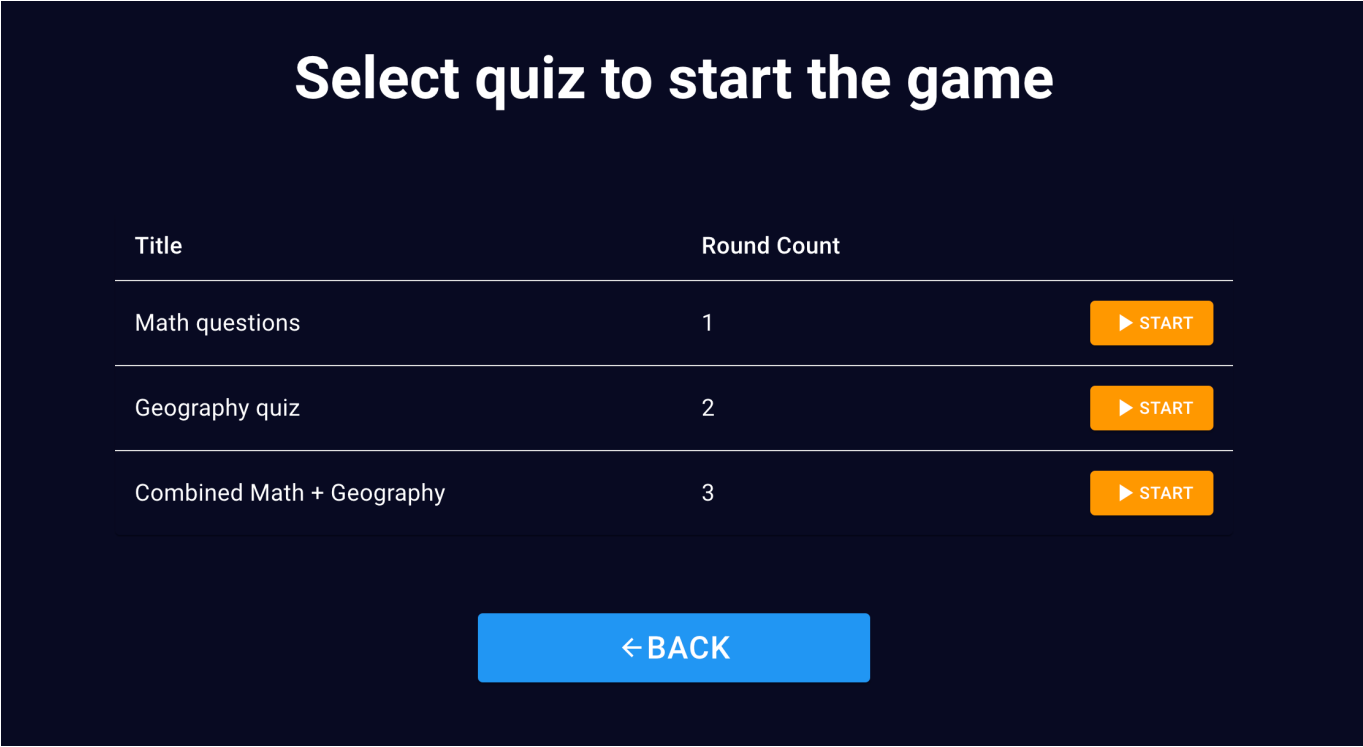 Select quiz to start the game
Title Round Count
Math questions 1 START
Geography quiz 2 START
Combined Math + Geography 3 START
BACK